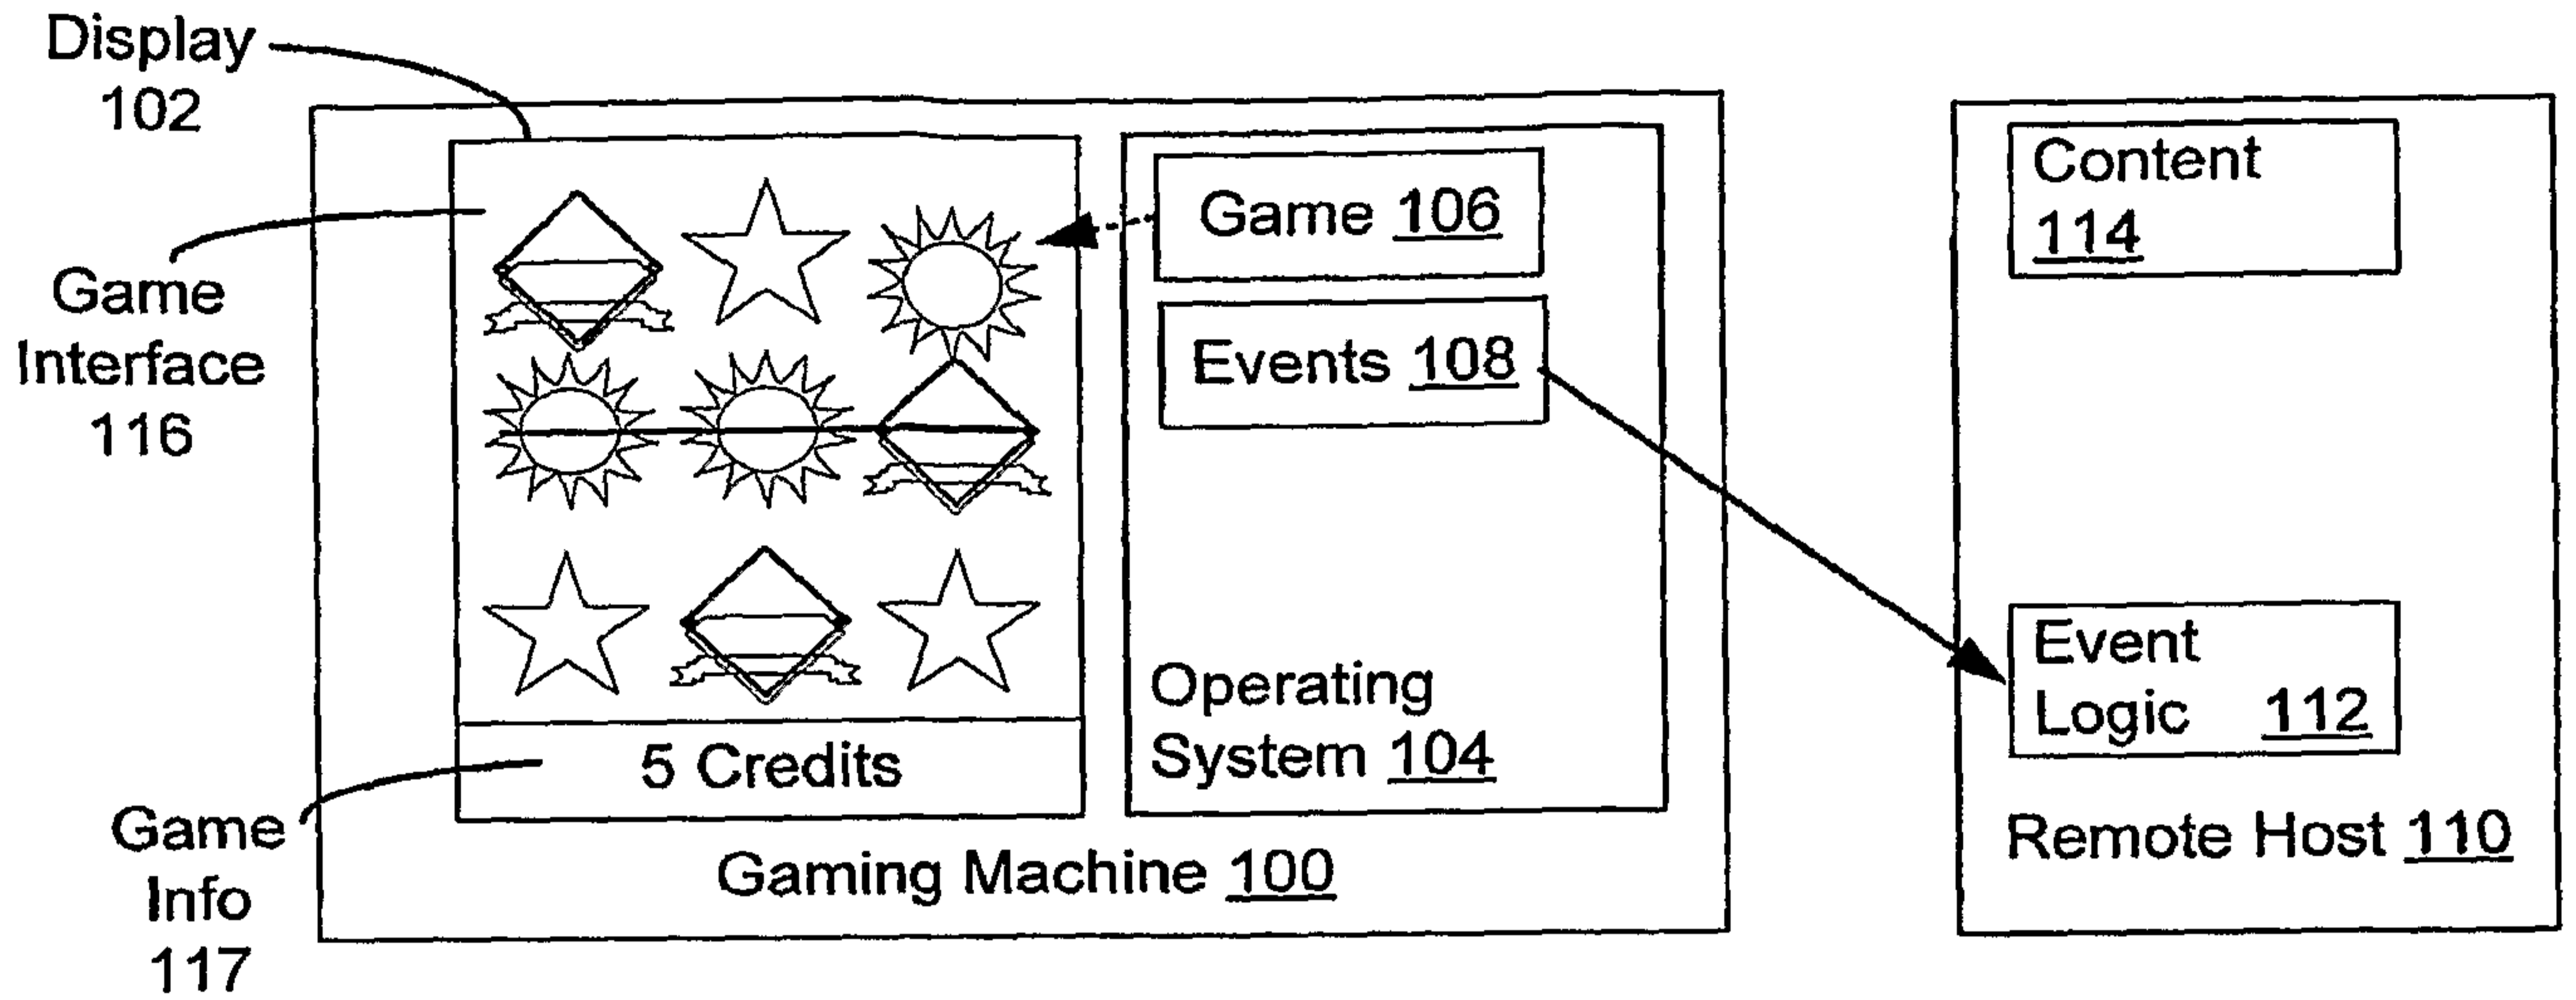 Display
102
Game
Interface
116
Game
Info
117
5 Credits
Game 106
Events 108
Operating
System 104
Gaming Machine 100
Content
114
Event
Logic 112
Remote Host 110